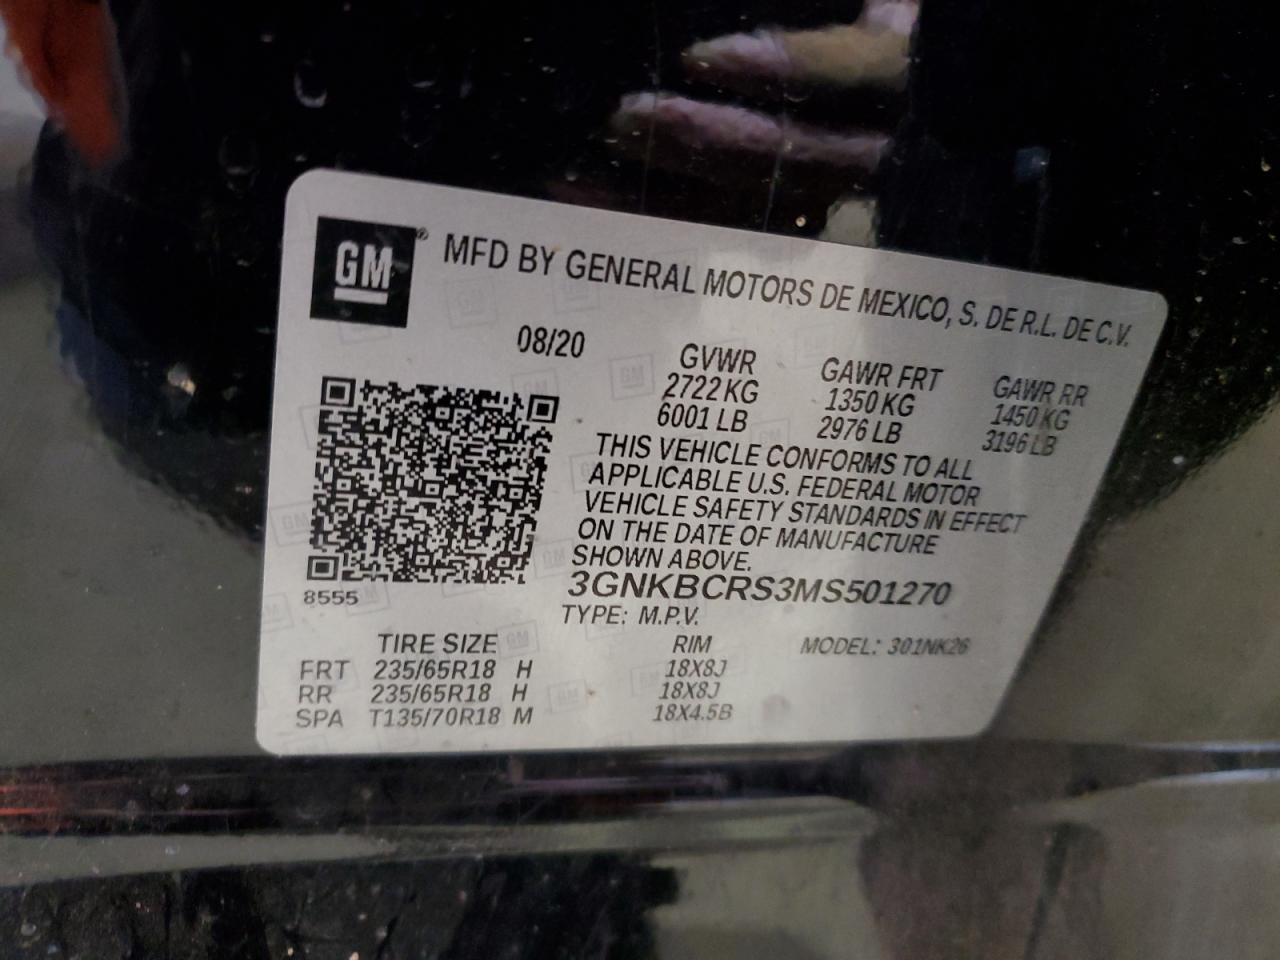 GM® MFD BY GENERAL MOTORS DE MEXICO, S. DE R.L. DE C.V.
08/20
GVWR GAWR FRT GAWR RR
2722 KG 1350 KG 1450 KG
6001 LB 2976 LB 3196 LB
THIS VEHICLE CONFORMS TO ALL
APPLICABLE U.S. FEDERAL MOTOR
VEHICLE SAFETY STANDARDS IN EFFECT
ON THE DATE OF MANUFACTURE
SHOWN ABOVE.
3GNKBCRS3MS501270
8555
TYPE: M.P.V.
TIRE SIZE RIM MODEL: 301NK26
FRT 235/65R18 H 18X8J
RR 235/65R18 H 18X8J
SPA T135/70R18 M 18X4.5B